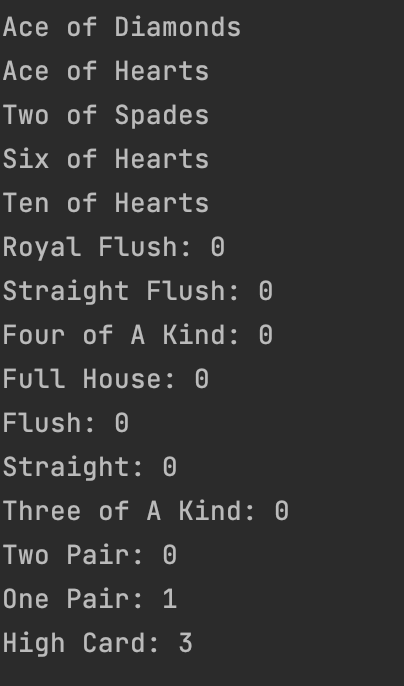 Ace of Diamonds
Ace of Hearts
Two of Spades
Six of Hearts
Ten of Hearts
Royal Flush: 0
Straight Flush: 0
Four of A Kind: 0
Full House: 0
Flush: 0
Straight: 0
Three of A Kind: 0
Two Pair: 0
One Pair: 1
High Card: 3